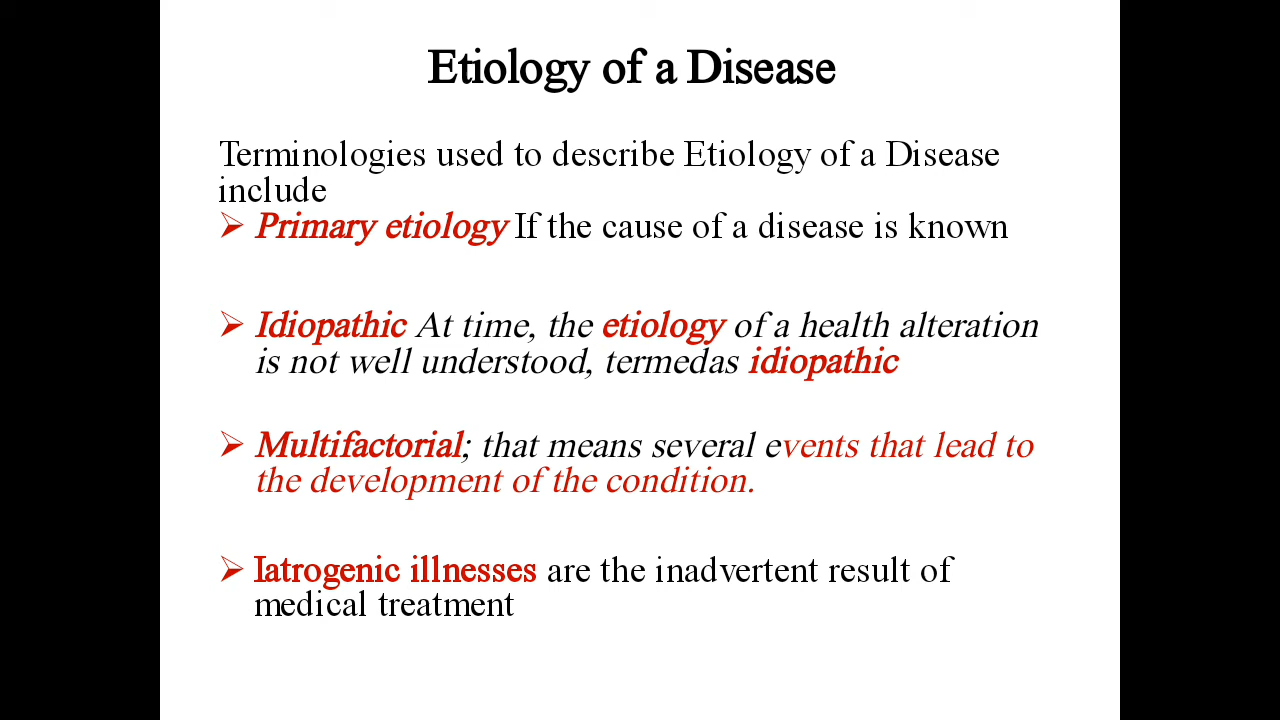 Etiology of a Disease
Terminologies used to describe Etiology of a Disease
include
➢ Primary etiology If the cause of a disease is known
➢ Idiopathic At time, the etiology of a health alteration
is not well understood, termedas idiopathic
➢ Multifactorial; that means several events that lead to
the development of the condition.
➢ Iatrogenic illnesses are the inadvertent result of
medical treatment